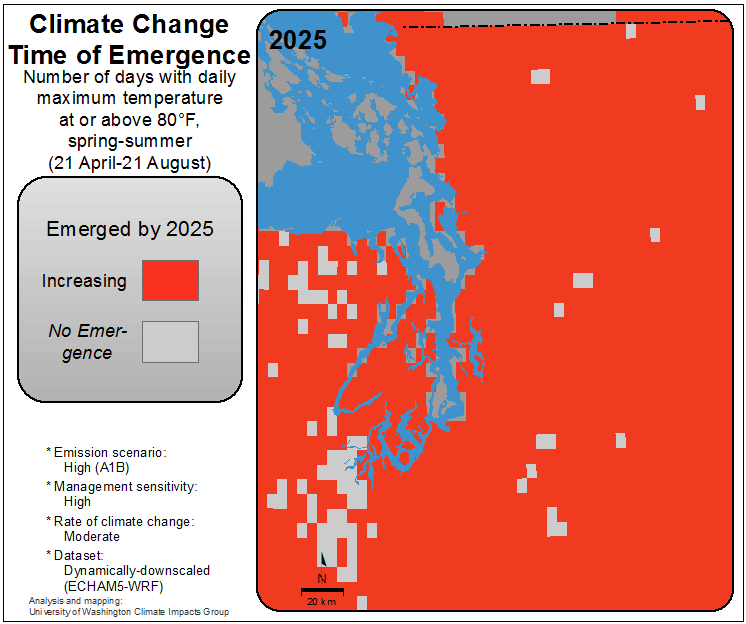 Climate Change
Time of Emergence
Number of days with daily
maximum temperature
at or above 80°F,
spring-summer
(21 April-21 August)
Emerged by 2025
Increasing
No Emer-
gence
* Emission scenario:
High (A1B)
* Management sensitivity:
High
* Rate of climate change:
Moderate
* Dataset:
Dynamically-downscaled
(ECHAM5-WRF)
Analysis and mapping:
University of Washington Climate Impacts Group
2025
N
20 km